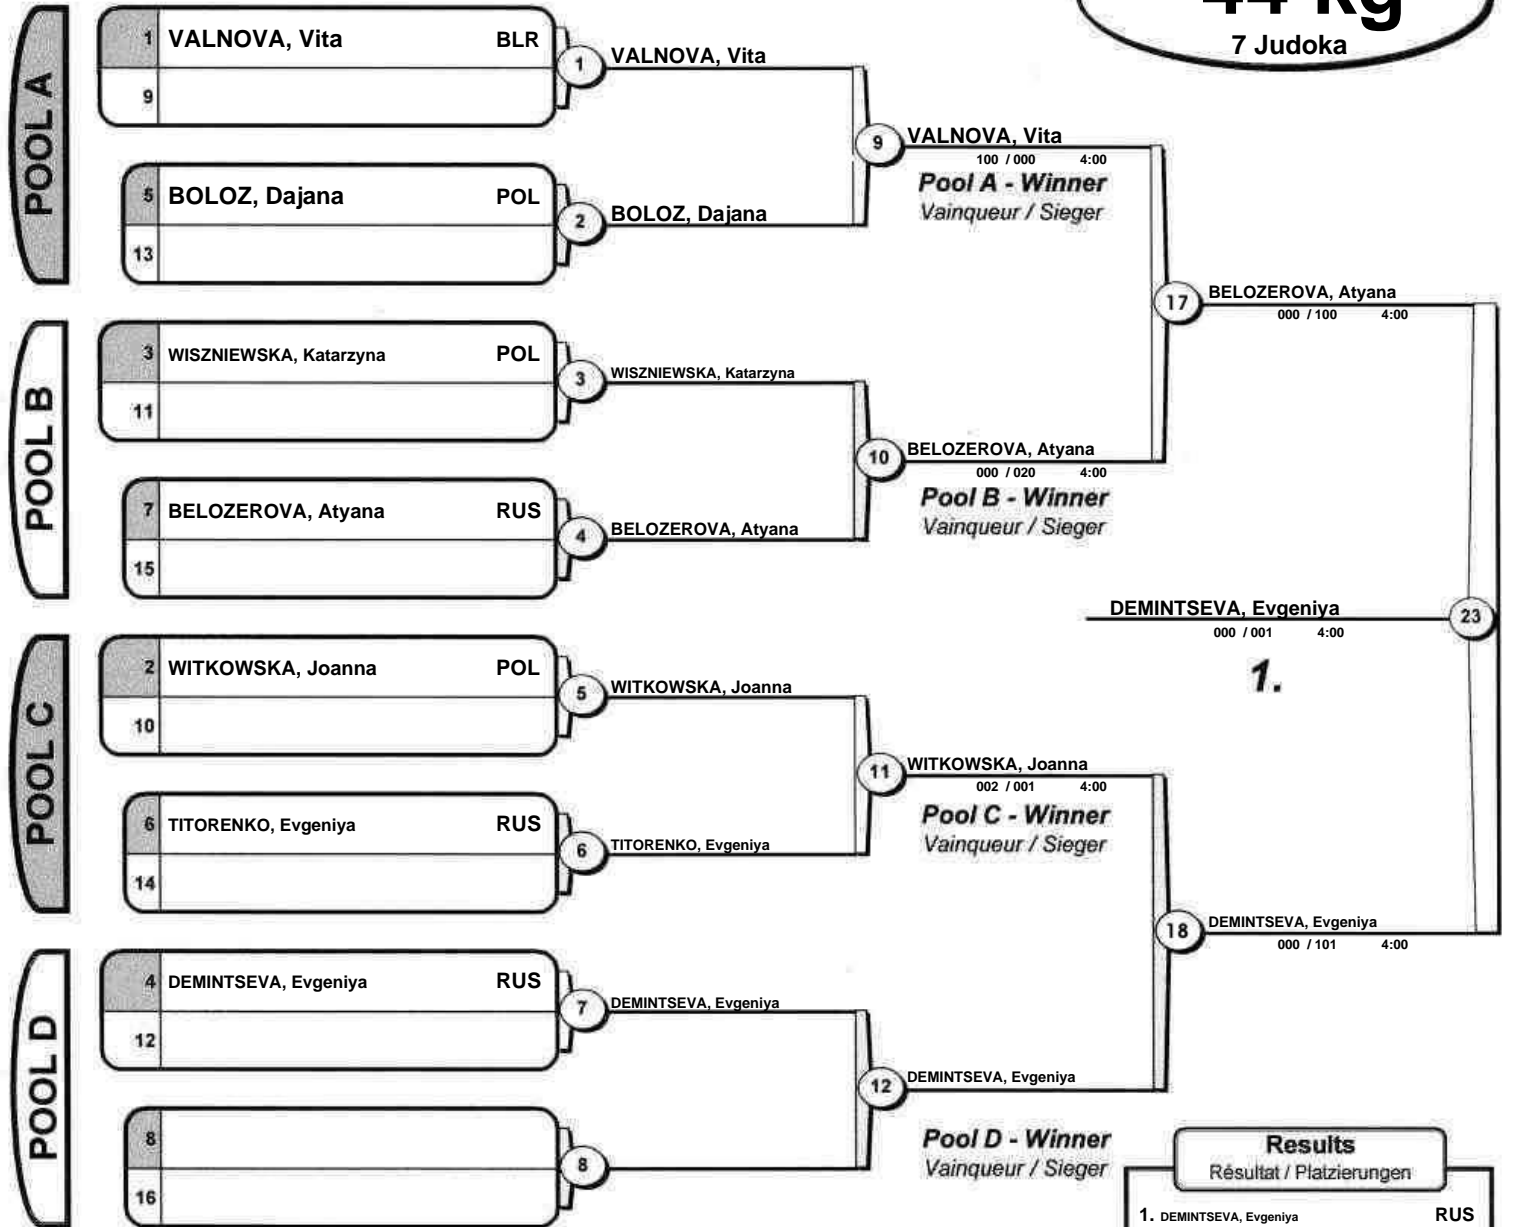 44 kg
7 Judoka
POOL A
1 VALNOVA, Vita BLR
9
1 VALNOVA, Vita
5 BOLOZ, Dajana POL
13
2 BOLOZ, Dajana
9 VALNOVA, Vita
100 / 000 4:00
Pool A - Winner
Vainqueur / Sieger
POOL B
3 WISZNIEWSKA, Katarzyna POL
11
3 WISZNIEWSKA, Katarzyna
7 BELOZEROVA, Atyana RUS
15
4 BELOZEROVA, Atyana
10 BELOZEROVA, Atyana
000 / 020 4:00
Pool B - Winner
Vainqueur / Sieger
17 BELOZEROVA, Atyana
000 / 100 4:00
DEMINTSEVA, Evgeniya 23
000 / 001 4:00
1.
POOL C
2 WITKOWSKA, Joanna POL
10
5 WITKOWSKA, Joanna
6 TITORENKO, Evgeniya RUS
14
6 TITORENKO, Evgeniya
11 WITKOWSKA, Joanna
002 / 001 4:00
Pool C - Winner
Vainqueur / Sieger
18 DEMINTSEVA, Evgeniya
000 / 101 4:00
POOL D
4 DEMINTSEVA, Evgeniya RUS
12
7 DEMINTSEVA, Evgeniya
8
16
8
12 DEMINTSEVA, Evgeniya
Pool D - Winner
Vainqueur / Sieger
Results
Résultat / Platzierungen
1. DEMINTSEVA, Evgeniya RUS